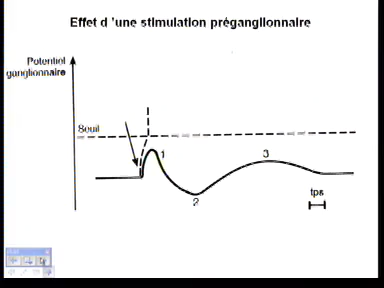 Effet d 'une stimulation préganglionnaire
Potentiel
ganglionnaire
Seuil
1
3
2
tps